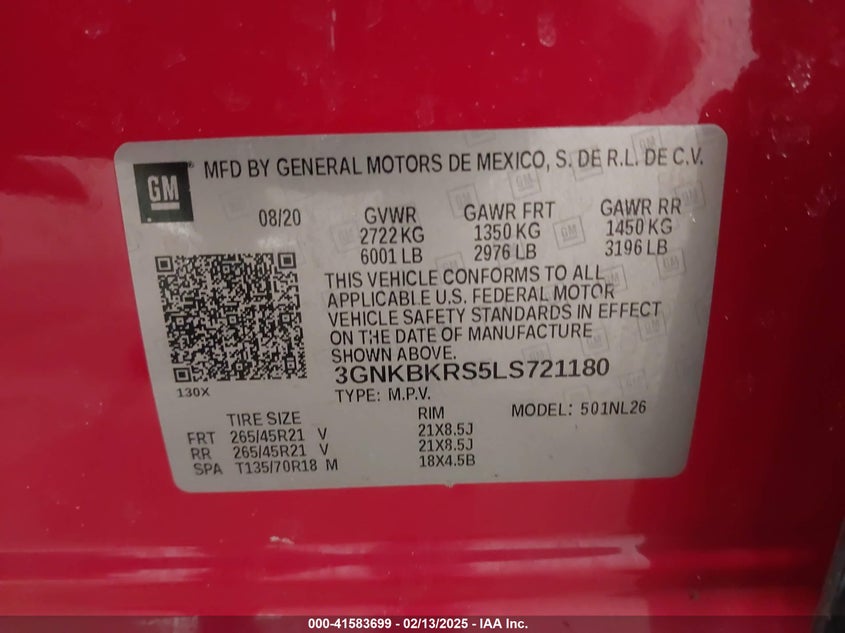 GM
MFD BY GENERAL MOTORS DE MEXICO, S. DE R.L. DE C.V.
08/20 GVWR GAWR FRT GAWR RR
2722 KG 1350 KG 1450 KG
6001 LB 2976 LB 3196 LB
THIS VEHICLE CONFORMS TO ALL
APPLICABLE U.S. FEDERAL MOTOR
VEHICLE SAFETY STANDARDS IN EFFECT
ON THE DATE OF MANUFACTURE
SHOWN ABOVE.
3GNKBKRS5LS721180
130X
TYPE: M.P.V. MODEL: 501NL26
TIRE SIZE RIM
FRT 265/45R21 V 21X8.5J
RR 265/45R21 V 21X8.5J
SPA T135/70R18 M 18X4.5B
000-41583699 - 02/13/2025 - IAA Inc.